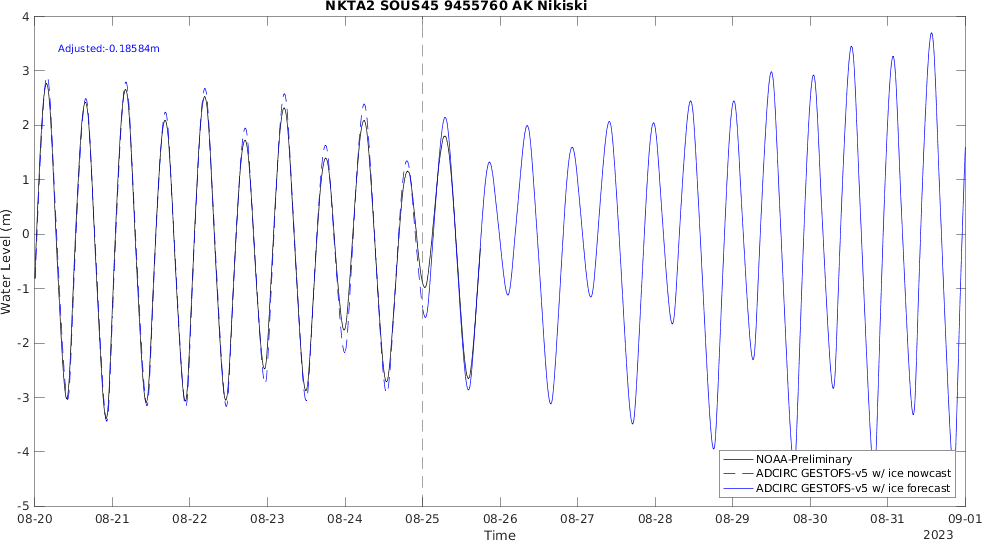 NKTA2 SOUS45 9455760 AK Nikiski
Adjusted:-0.18584m
Water Level (m)
4
3
2
1
0
-1
-2
-3
-4
-5
NOAA-Preliminary
ADCIRC GESTOFS-v5 w/ ice nowcast
ADCIRC GESTOFS-v5 w/ ice forecast
08-20 08-21 08-22 08-23 08-24 08-25 08-26 08-27 08-28 08-29 08-30 08-31 09-01
Time
2023